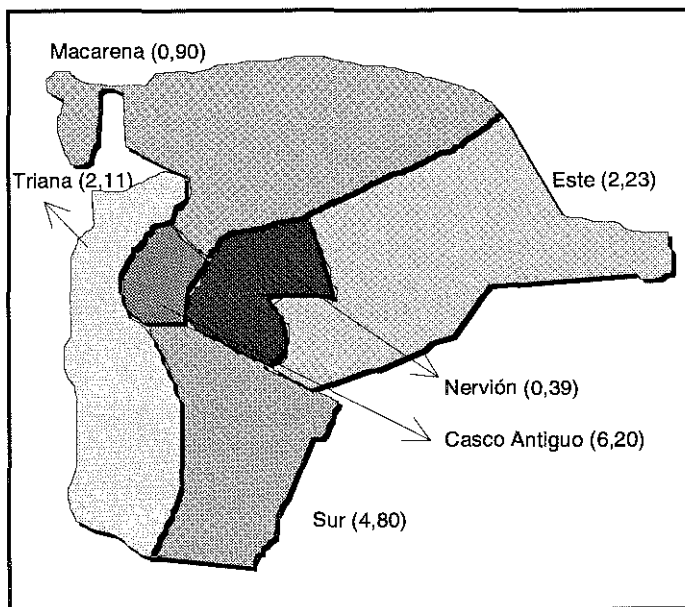 Macarena (0,90)
Triana (2,11)
Este (2,23)
Nervión (0,39)
Casco Antiguo (6,20)
Sur (4,80)